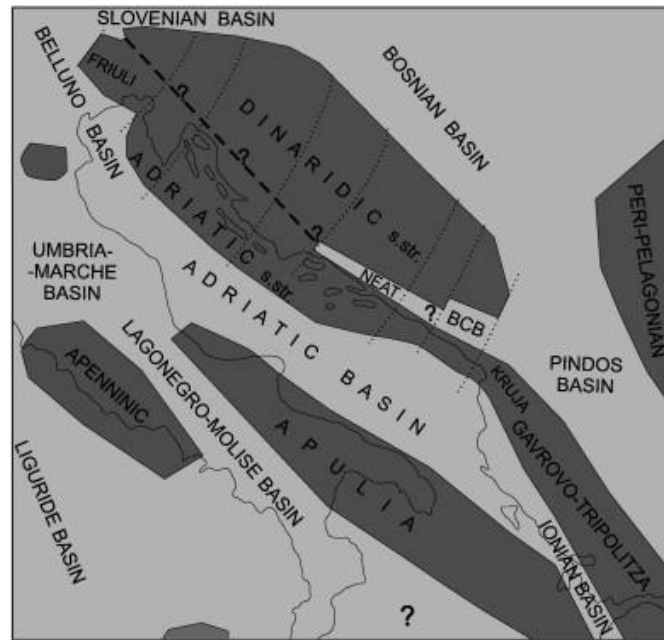 SLOVENIAN BASIN
BELLUNO
BASIN
FRIULI
BOSNIAN BASIN
DINARIDIC s.str.
?
?
?
ADRIATIC s.str.
PERI-PELAGONIAN
UMBRIA-
-MARCHE
BASIN
NEAT
?
BCB
ADRIATIC BASIN
PINDOS
BASIN
APENNINIC
LAGONEGRO-MOLISE BASIN
KRUJA
GAVROVO-TRIPOLITZA
APULIA
LIGURIDE BASIN
IONIAN BASIN
?